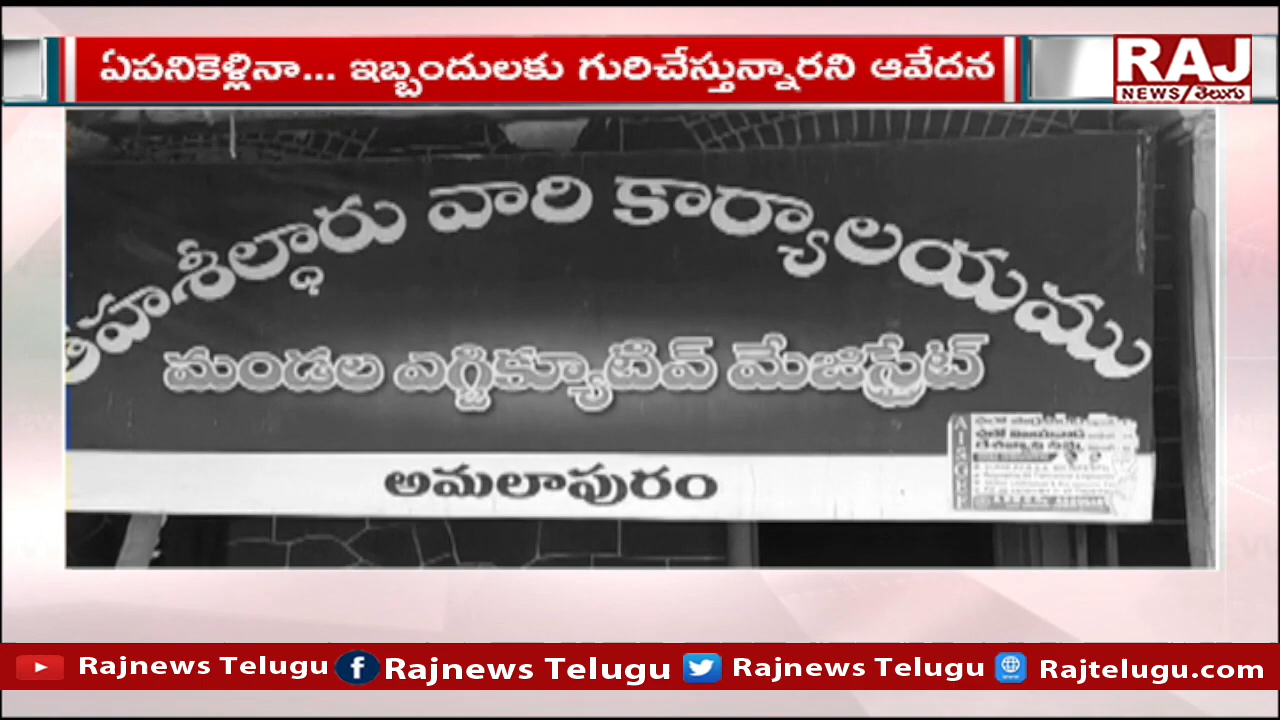 ఏపనికెళ్లినా... ఇబ్బందులకు గురిచేస్తున్నారని ఆవేదన
RAJ
NEWS తెలుగు
తహశీల్ధారు వారి కార్యాలయము
మండల ఎగ్జిక్యూటివ్ మేజిస్ట్రేట్
అమలాపురం
Rajnews Telugu
Rajnews Telugu
Rajnews Telugu
Rajtelugu.com